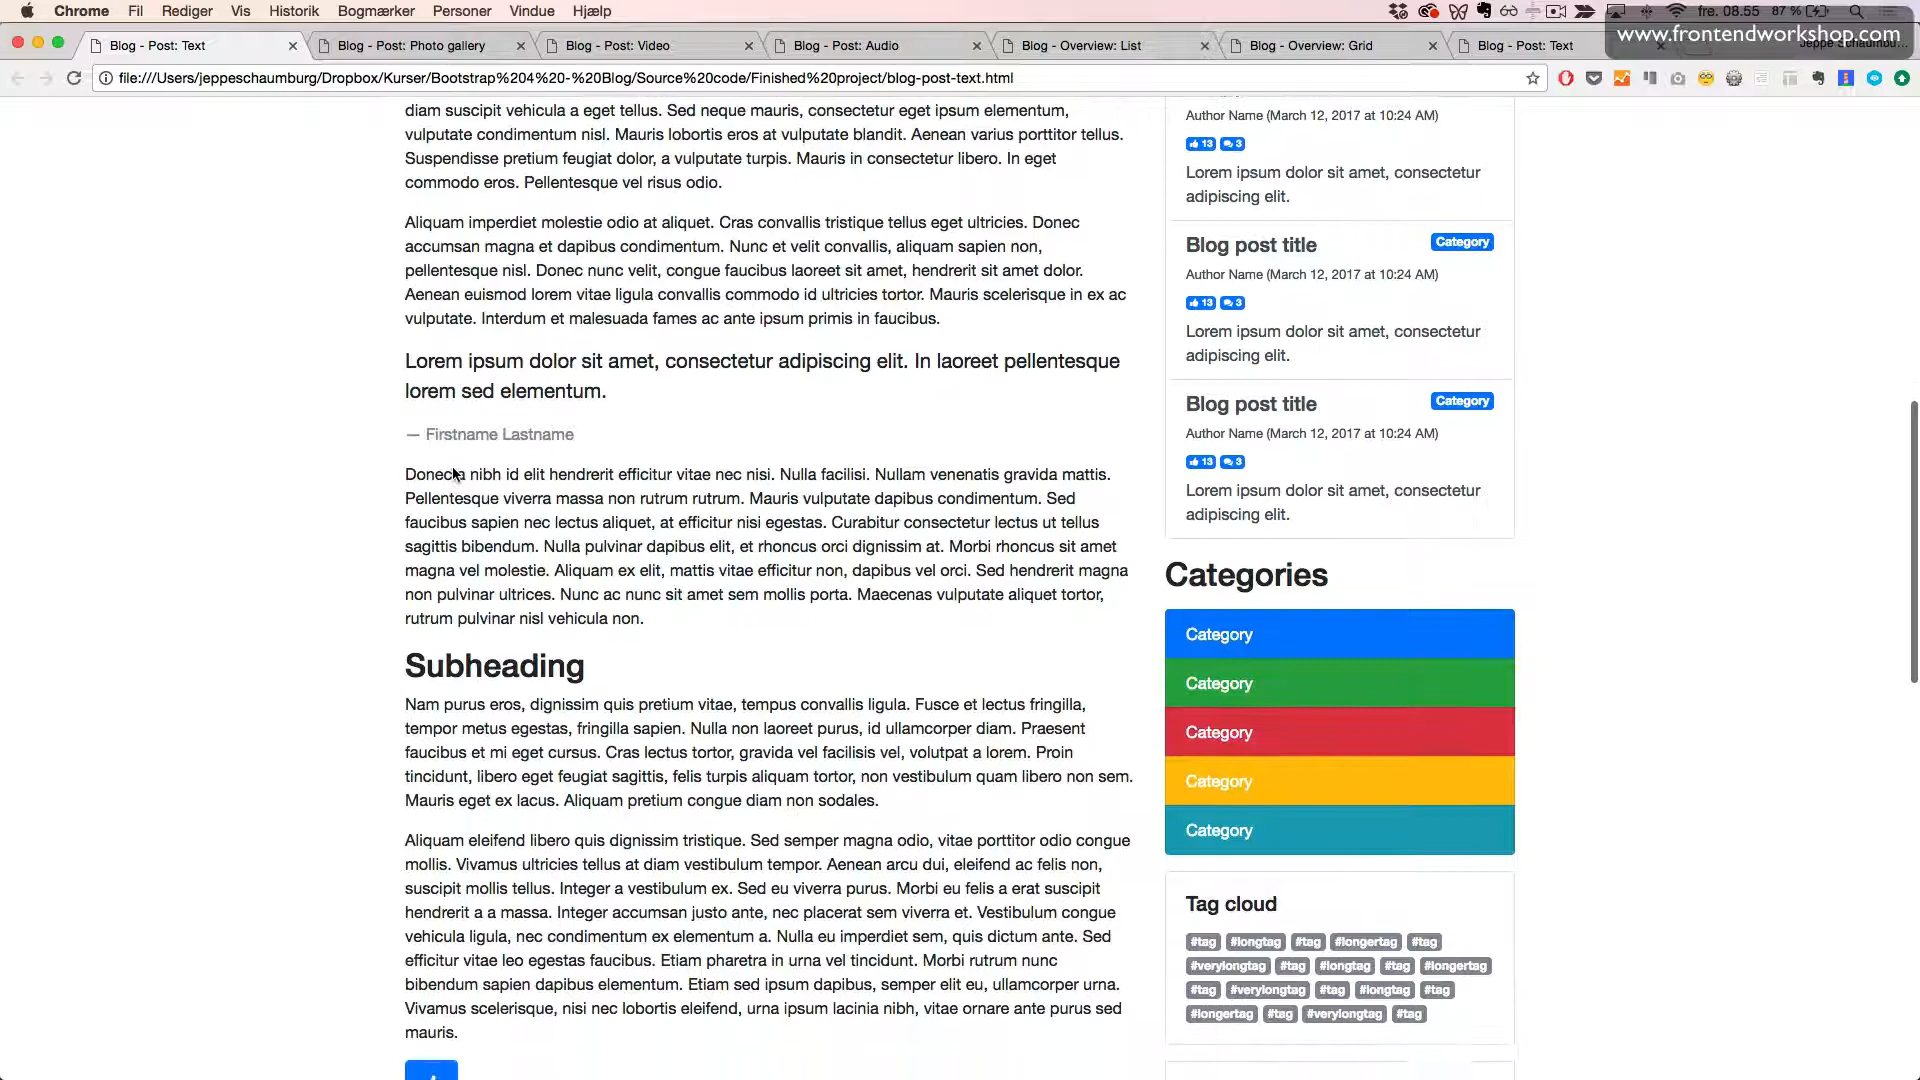 Chrome Fil Rediger Vis Historik Bogmærker Personer Vindue Hjælp fre. 08.55 87 %
www.frontendworkshop.com
Blog - Post: Text Blog - Post: Photo gallery Blog - Post: Video Blog - Post: Audio Blog - Overview: List Blog - Overview: Grid Blog - Post: Text
file:///Users/jeppeschaumburg/Dropbox/Kurser/Bootstrap%204%20-%20Blog/Source%20code/Finished%20project/blog-post-text.html
diam suscipit vehicula a eget tellus. Sed neque mauris, consectetur eget ipsum elementum,
vulputate condimentum nisl. Mauris lobortis eros at vulputate blandit. Aenean varius porttitor tellus.
Suspendisse pretium feugiat dolor, a vulputate turpis. Mauris in consectetur libero. In eget
commodo eros. Pellentesque vel risus odio.
Aliquam imperdiet molestie odio at aliquet. Cras convallis tristique tellus eget ultricies. Donec
accumsan magna et dapibus condimentum. Nunc et velit convallis, aliquam sapien non,
pellentesque nisl. Donec nunc velit, congue faucibus laoreet sit amet, hendrerit sit amet dolor.
Aenean euismod lorem vitae ligula convallis commodo id ultricies tortor. Mauris scelerisque in ex ac
vulputate. Interdum et malesuada fames ac ante ipsum primis in faucibus.
Lorem ipsum dolor sit amet, consectetur adipiscing elit. In laoreet pellentesque
lorem sed elementum.
— Firstname Lastname
Donec a nibh id elit hendrerit efficitur vitae nec nisi. Nulla facilisi. Nullam venenatis gravida mattis.
Pellentesque viverra massa non rutrum rutrum. Mauris vulputate dapibus condimentum. Sed
faucibus sapien nec lectus aliquet, at efficitur nisi egestas. Curabitur consectetur lectus ut tellus
sagittis bibendum. Nulla pulvinar dapibus elit, et rhoncus orci dignissim at. Morbi rhoncus sit amet
magna vel molestie. Aliquam ex elit, mattis vitae efficitur non, dapibus vel orci. Sed hendrerit magna
non pulvinar ultrices. Nunc ac nunc sit amet sem mollis porta. Maecenas vulputate aliquet tortor,
rutrum pulvinar nisl vehicula non.
Subheading
Nam purus eros, dignissim quis pretium vitae, tempus convallis ligula. Fusce et lectus fringilla,
tempor metus egestas, fringilla sapien. Nulla non laoreet purus, id ullamcorper diam. Praesent
faucibus et mi eget cursus. Cras lectus tortor, gravida vel facilisis vel, volutpat a lorem. Proin
tincidunt, libero eget feugiat sagittis, felis turpis aliquam tortor, non vestibulum quam libero non sem.
Mauris eget ex lacus. Aliquam pretium congue diam non sodales.
Aliquam eleifend libero quis dignissim tristique. Sed semper magna odio, vitae porttitor odio congue
mollis. Vivamus ultricies tellus at diam vestibulum tempor. Aenean arcu dui, eleifend ac felis non,
suscipit mollis tellus. Integer a vestibulum ex. Sed eu viverra purus. Morbi eu felis a erat suscipit
hendrerit a a massa. Integer accumsan justo ante, nec placerat sem viverra et. Vestibulum congue
vehicula ligula, nec condimentum ex elementum a. Nulla eu imperdiet sem, quis dictum ante. Sed
efficitur vitae leo egestas faucibus. Etiam pharetra in urna vel tincidunt. Morbi rutrum nunc
bibendum sapien dapibus elementum. Etiam sed ipsum dapibus, semper elit eu, ullamcorper urna.
Vivamus scelerisque, nisi nec lobortis eleifend, urna ipsum lacinia nibh, vitae ornare ante purus sed
mauris.
Author Name (March 12, 2017 at 10:24 AM)
13 3
Lorem ipsum dolor sit amet, consectetur
adipiscing elit.
Blog post title Category
Author Name (March 12, 2017 at 10:24 AM)
13 3
Lorem ipsum dolor sit amet, consectetur
adipiscing elit.
Blog post title Category
Author Name (March 12, 2017 at 10:24 AM)
13 3
Lorem ipsum dolor sit amet, consectetur
adipiscing elit.
Categories
Category
Category
Category
Category
Category
Tag cloud
#tag #longtag #tag #longertag #tag
#verylongtag #tag #longtag #tag #longertag
#tag #verylongtag #tag #longtag #tag
#longertag #tag #verylongtag #tag